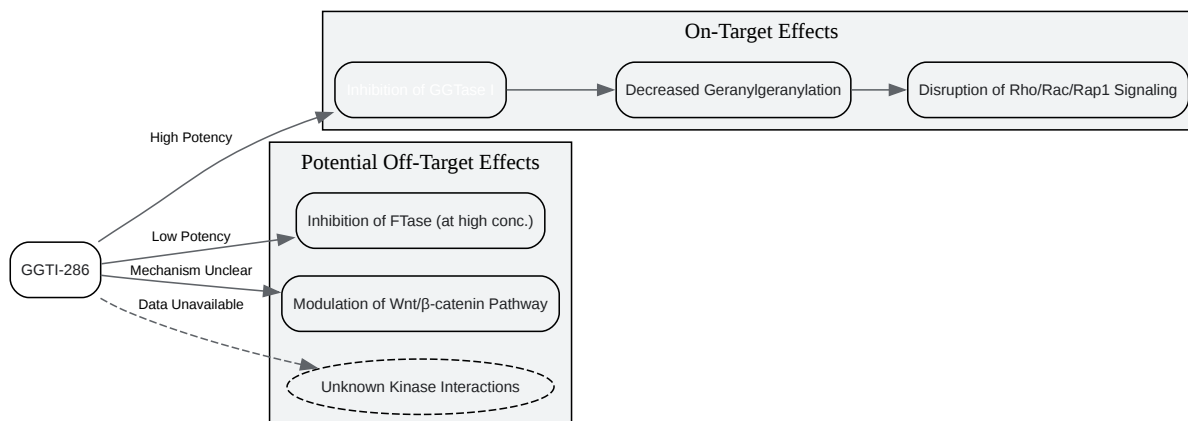 On-Target Effects
Inhibition of GGTase I
Decreased Geranylgeranylation
Disruption of Rho/Rac/Rap1 Signaling
High Potency
Potential Off-Target Effects
Inhibition of FTase (at high conc.)
Low Potency
GGTI-286
Mechanism Unclear
Modulation of Wnt/β-catenin Pathway
Data Unavailable
Unknown Kinase Interactions